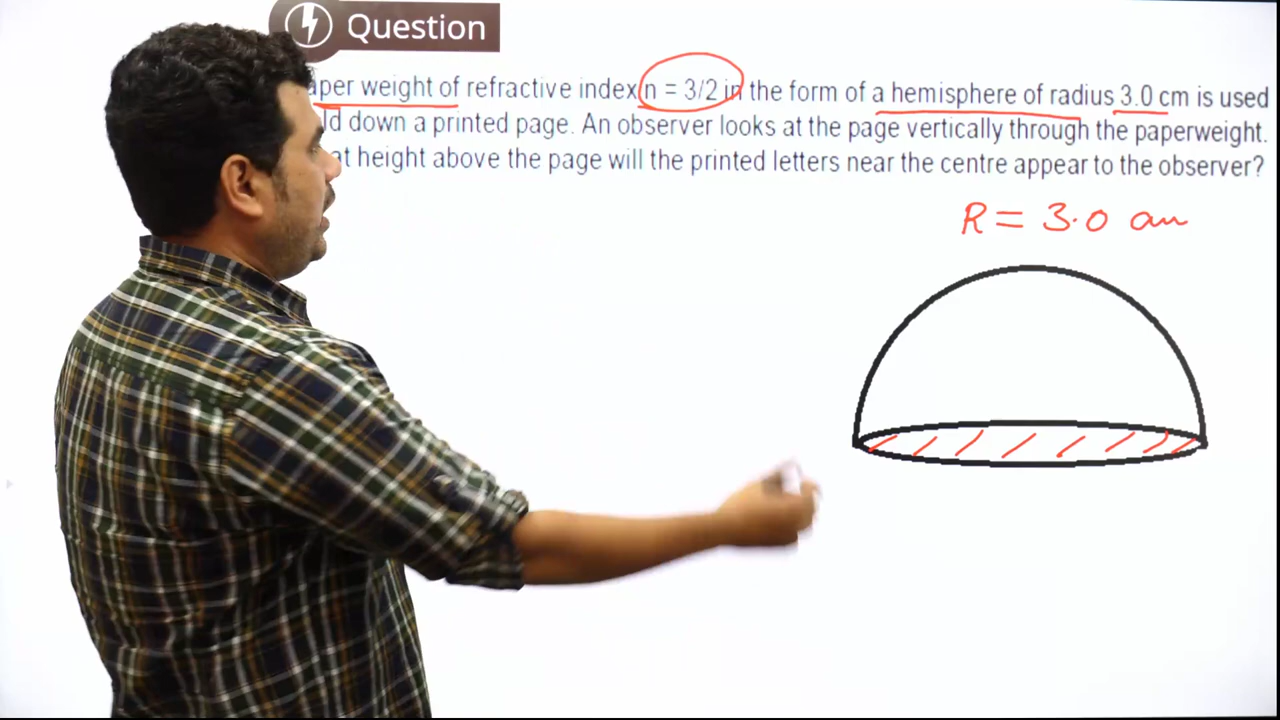 Question
per weight of refractive index n = 3/2 in the form of a hemisphere of radius 3.0 cm is used
ld down a printed page. An observer looks at the page vertically through the paperweight.
at height above the page will the printed letters near the centre appear to the observer?
R = 3.0 cm